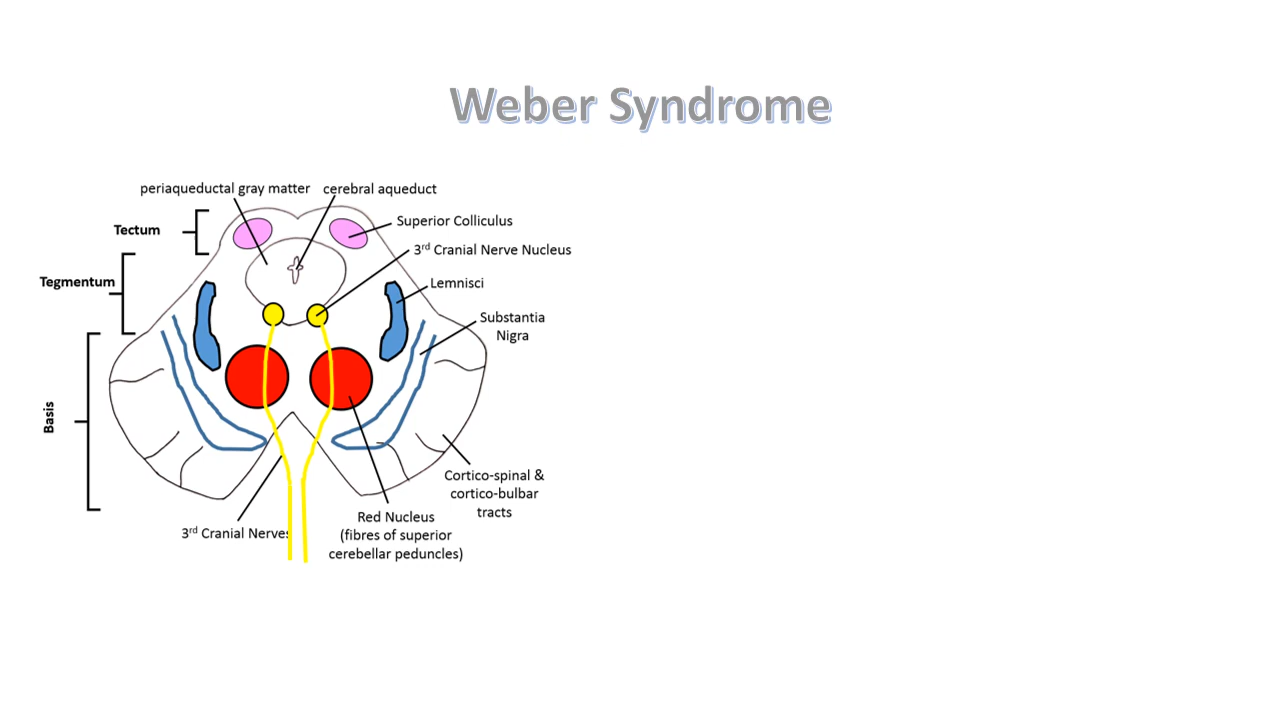 Weber Syndrome
periaqueductal gray matter
cerebral aqueduct
Superior Colliculus
Tectum
3rd Cranial Nerve Nucleus
Tegmentum
Lemnisci
Substantia
Nigra
Basis
Cortico-spinal &
cortico-bulbar
tracts
Red Nucleus
(fibres of superior
cerebellar peduncles)
3rd Cranial Nerves